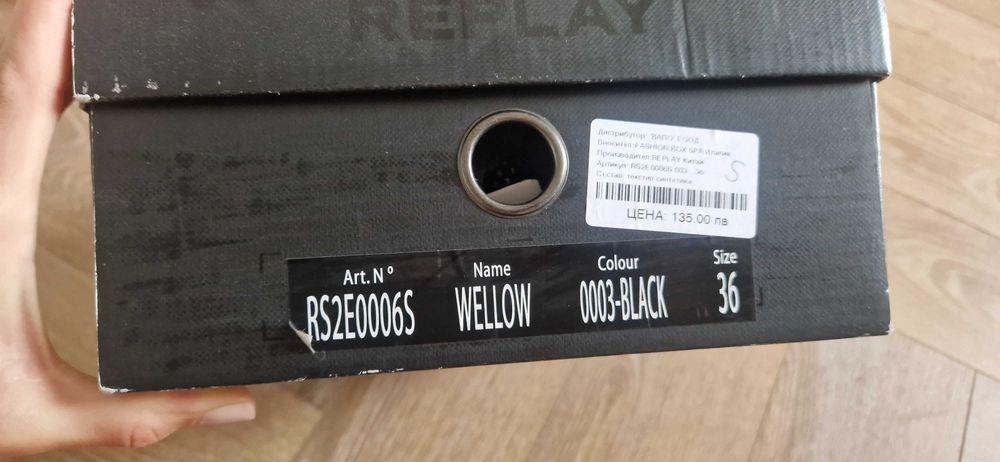 REPLAY
Дистрибутор: "ВАПО" ЕООД
Вносител: FASHION BOX SPA Италия
Производител: REPLAY Китай
Артикул: RS2E0006S 003 36
Състав: текстил синтетика
S
ЦЕНА: 135.00 лв
Art.N° Name Colour Size
RS2E0006S WELLOW 0003-BLACK 36